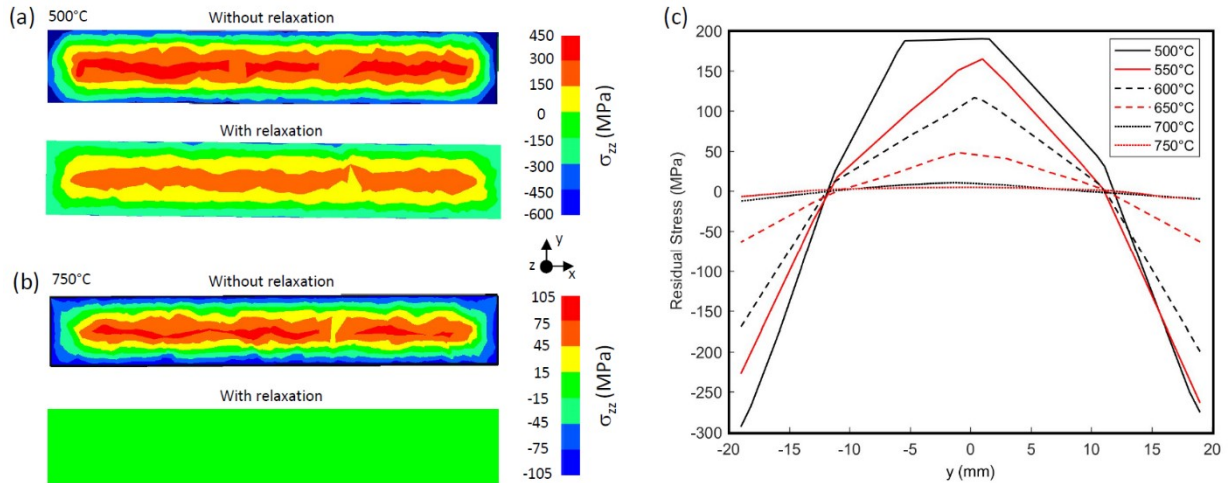 (a)
500°C
Without relaxation
With relaxation
450
300
150
0
-150
-300
-450
-600
σzz (MPa)
y
z
x
(b)
750°C
Without relaxation
With relaxation
105
75
45
15
-15
-45
-75
-105
σzz (MPa)
(c)
200
150
100
50
0
-50
-100
-150
-200
-250
-300
Residual Stress (MPa)
-20
-15
-10
-5
0
5
10
15
20
y (mm)
500°C
550°C
600°C
650°C
700°C
750°C